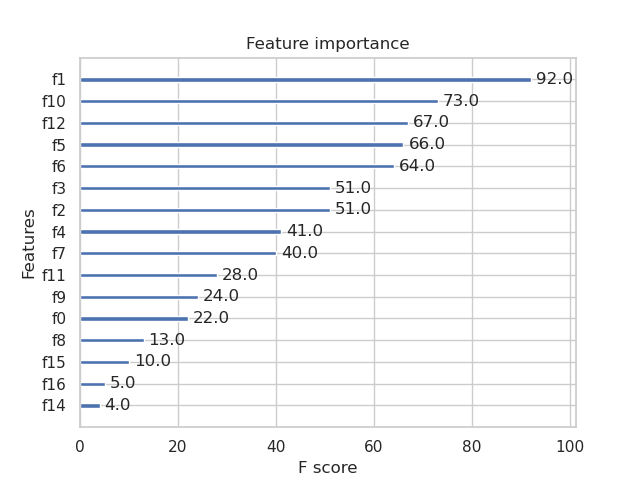 Feature importance
f1 92.0
f10 73.0
f12 67.0
f5 66.0
f6 64.0
f3 51.0
f2 51.0
f4 41.0
f7 40.0
f11 28.0
f9 24.0
f0 22.0
f8 13.0
f15 10.0
f16 5.0
f14 4.0
Features
0 20 40 60 80 100
F score